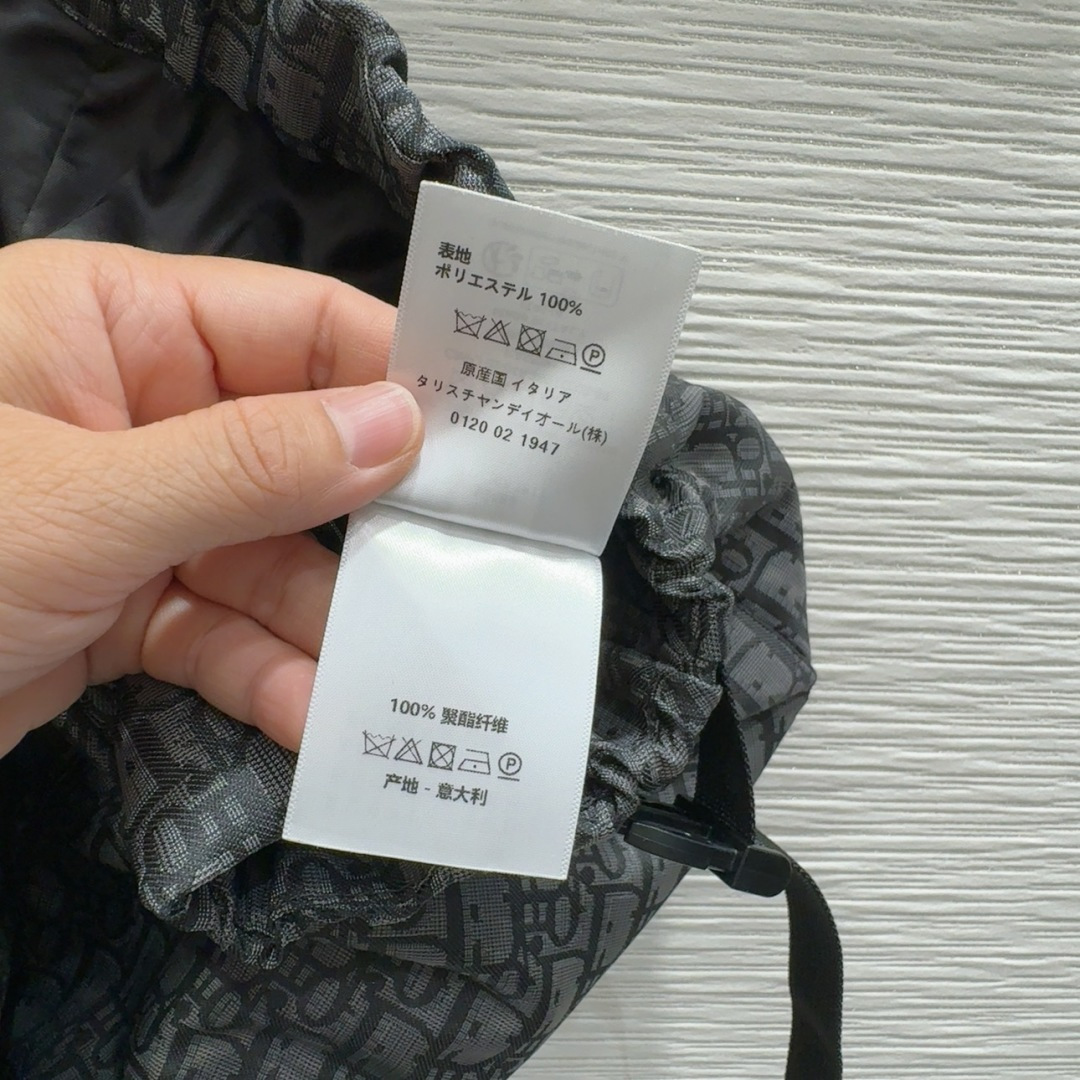 表地
ポリエステル 100%
P
原産国 イタリア
タリスチャンディオール(株)
0120 02 1947
100% 聚酯纤维
P
产地 - 意大利